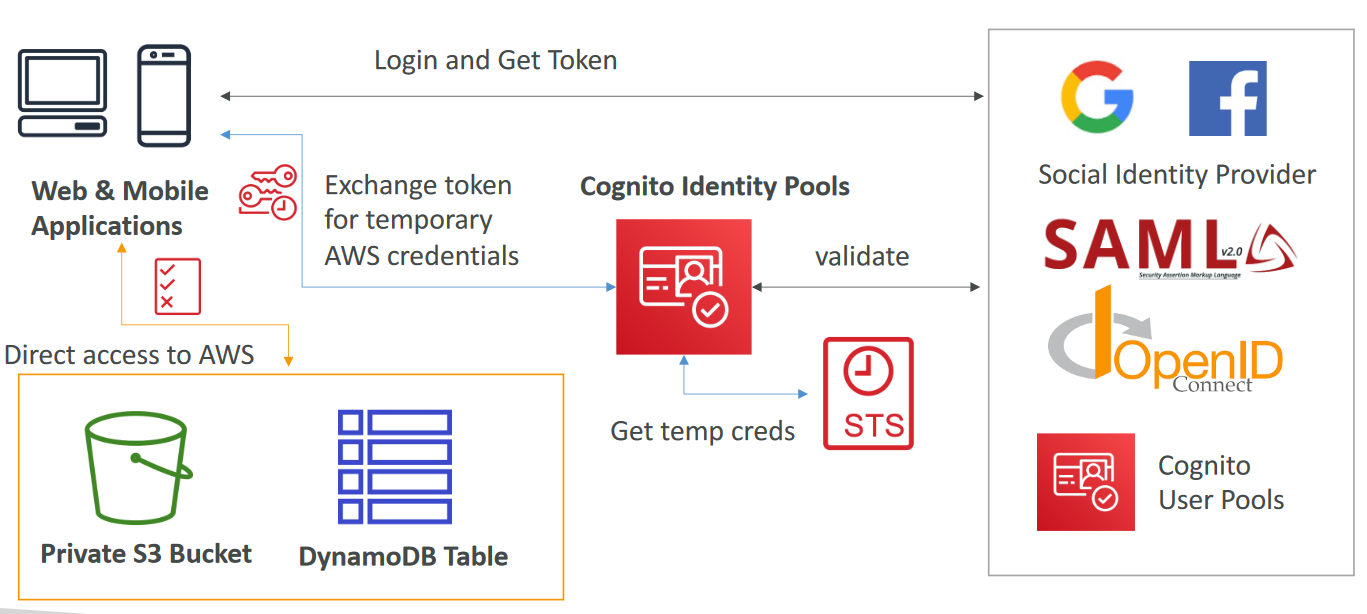 Login and Get Token
Web & Mobile
Applications
Exchange token
for temporary
AWS credentials
Cognito Identity Pools
validate
Social Identity Provider
SAML v2.0
Security Assertion Markup Language
OpenID
Connect
Direct access to AWS
Get temp creds
STS
Cognito
User Pools
Private S3 Bucket
DynamoDB Table